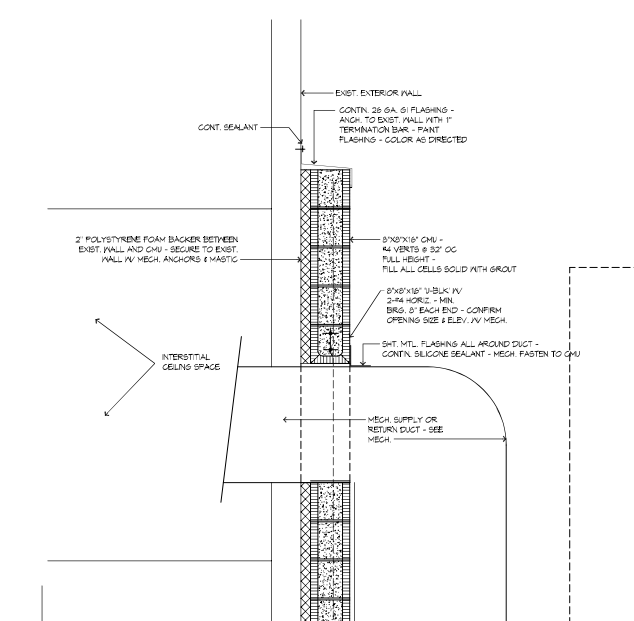 EXIST. EXTERIOR WALL
CONTIN. 26 GA. GI FLASHING -
ANCH. TO EXIST. WALL WITH 1"
TERMINATION BAR - PAINT
FLASHING - COLOR AS DIRECTED
CONT. SEALANT
2" POLYSTYRENE FOAM BACKER BETWEEN
EXIST. WALL AND CMU - SECURE TO EXIST.
WALL W/ MECH. ANCHORS & MASTIC
8"X8"X16" CMU -
#4 VERTS @ 32" OC
FULL HEIGHT -
FILL ALL CELLS SOLID WITH GROUT
8"X8"X16" 'U-BLK' W/
2-#4 HORIZ. - MIN.
BRG. 8" EACH END - CONFIRM
OPENING SIZE & ELEV. W/ MECH.
SHT. MTL. FLASHING ALL AROUND DUCT -
CONTIN. SILICONE SEALANT - MECH. FASTEN TO CMU
INTERSTITIAL
CEILING SPACE
MECH. SUPPLY OR
RETURN DUCT - SEE
MECH.